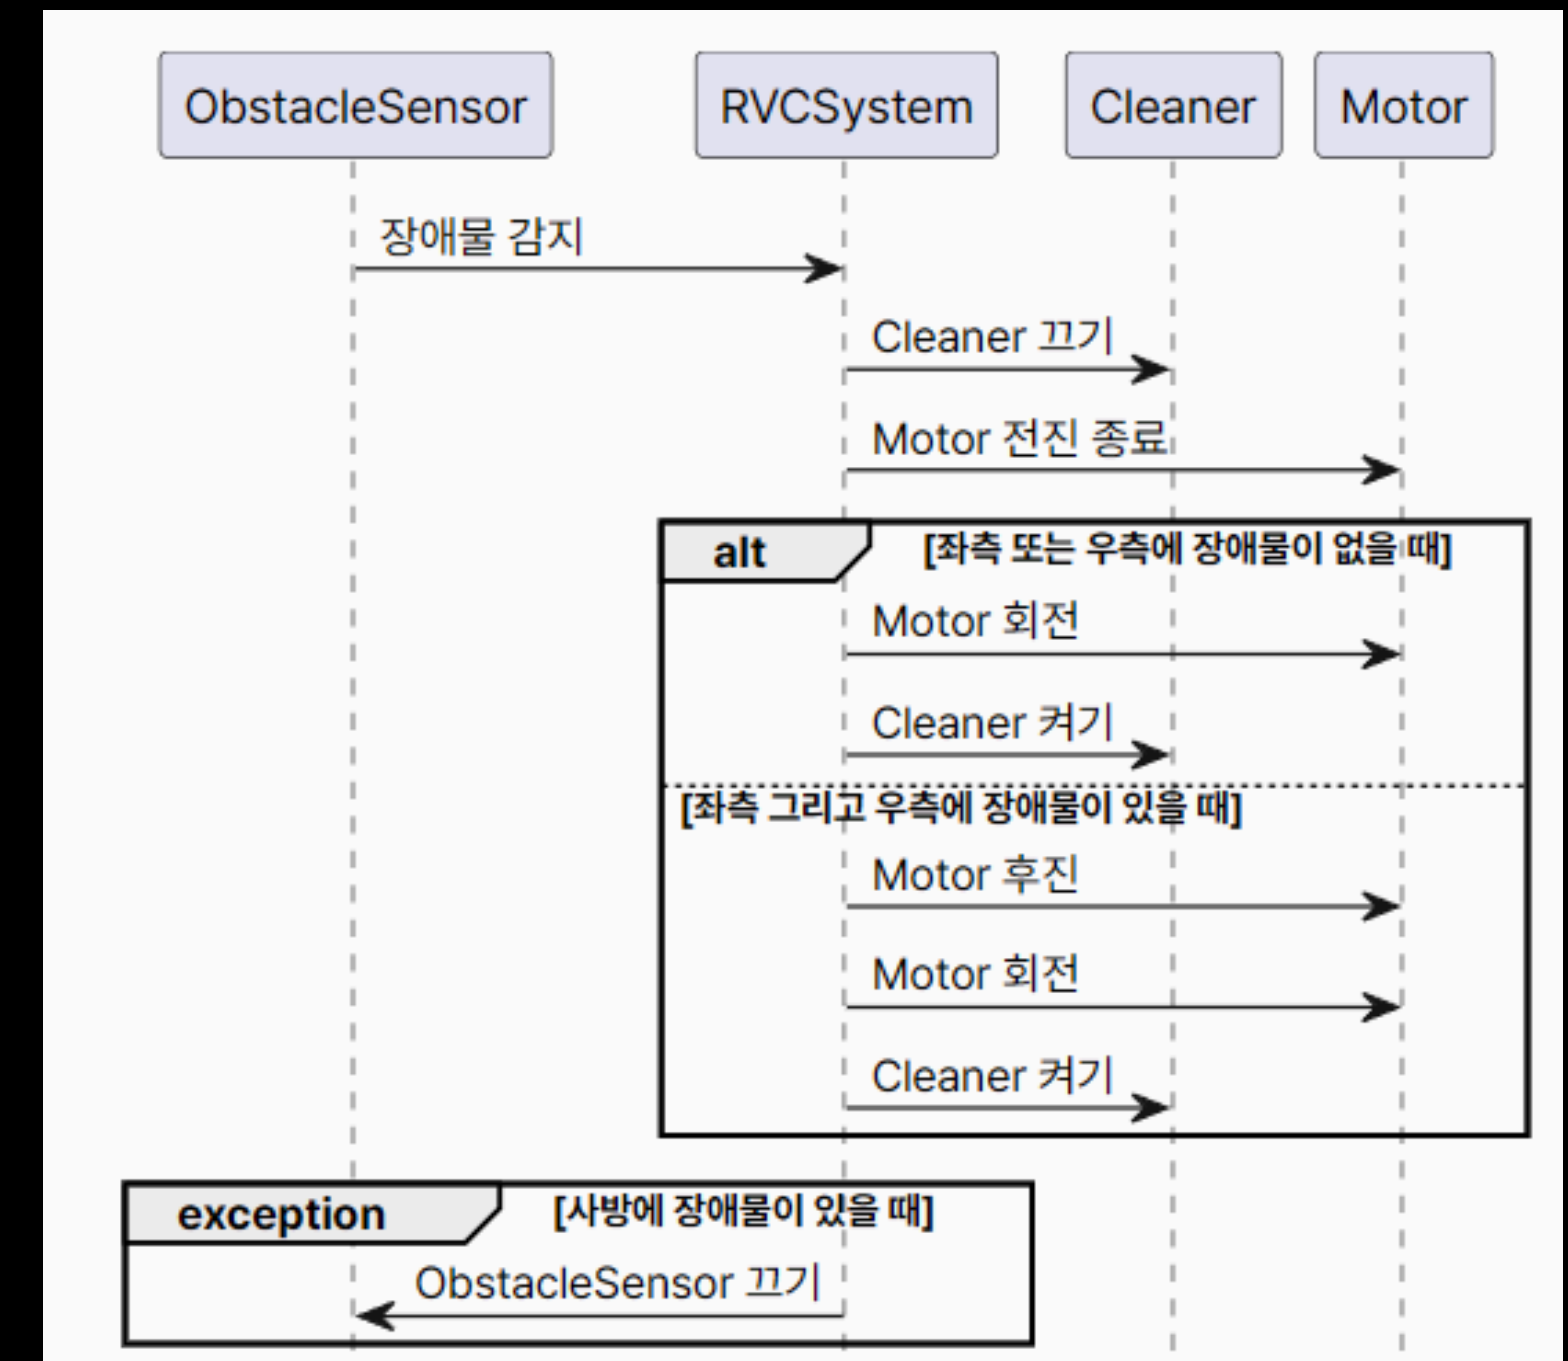 ObstacleSensor RVCSystem Cleaner Motor
장애물 감지
Cleaner 끄기
Motor 전진 종료
alt [좌측 또는 우측에 장애물이 없을 때]
Motor 회전
Cleaner 켜기
[좌측 그리고 우측에 장애물이 있을 때]
Motor 후진
Motor 회전
Cleaner 켜기
exception [사방에 장애물이 있을 때]
ObstacleSensor 끄기